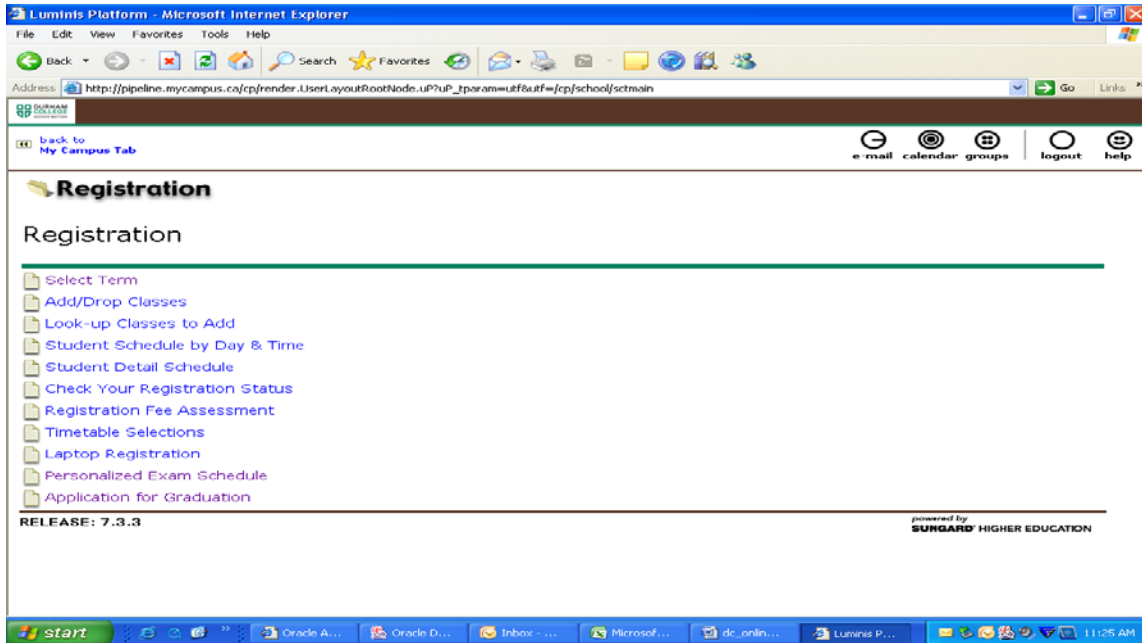 Luminis Platform - Microsoft Internet Explorer
File Edit View Favorites Tools Help
Back Search Favorites
Address http://pipeline.mycampus.ca/cp/render.UserLayoutRootNode.uP?uP_tparam=utf&utf=/cp/school/sctmain Go Links »
DURHAM
COLLEGE
back to
My Campus Tab
e-mail calendar groups logout help
Registration
Registration
Select Term
Add/Drop Classes
Look-up Classes to Add
Student Schedule by Day & Time
Student Detail Schedule
Check Your Registration Status
Registration Fee Assessment
Timetable Selections
Laptop Registration
Personalized Exam Schedule
Application for Graduation
RELEASE: 7.3.3
powered by
SUNGARD HIGHER EDUCATION
start » Oracle A... Oracle D... Inbox - ... Microsof... dc_onlin... Luminis P... 11:25 AM